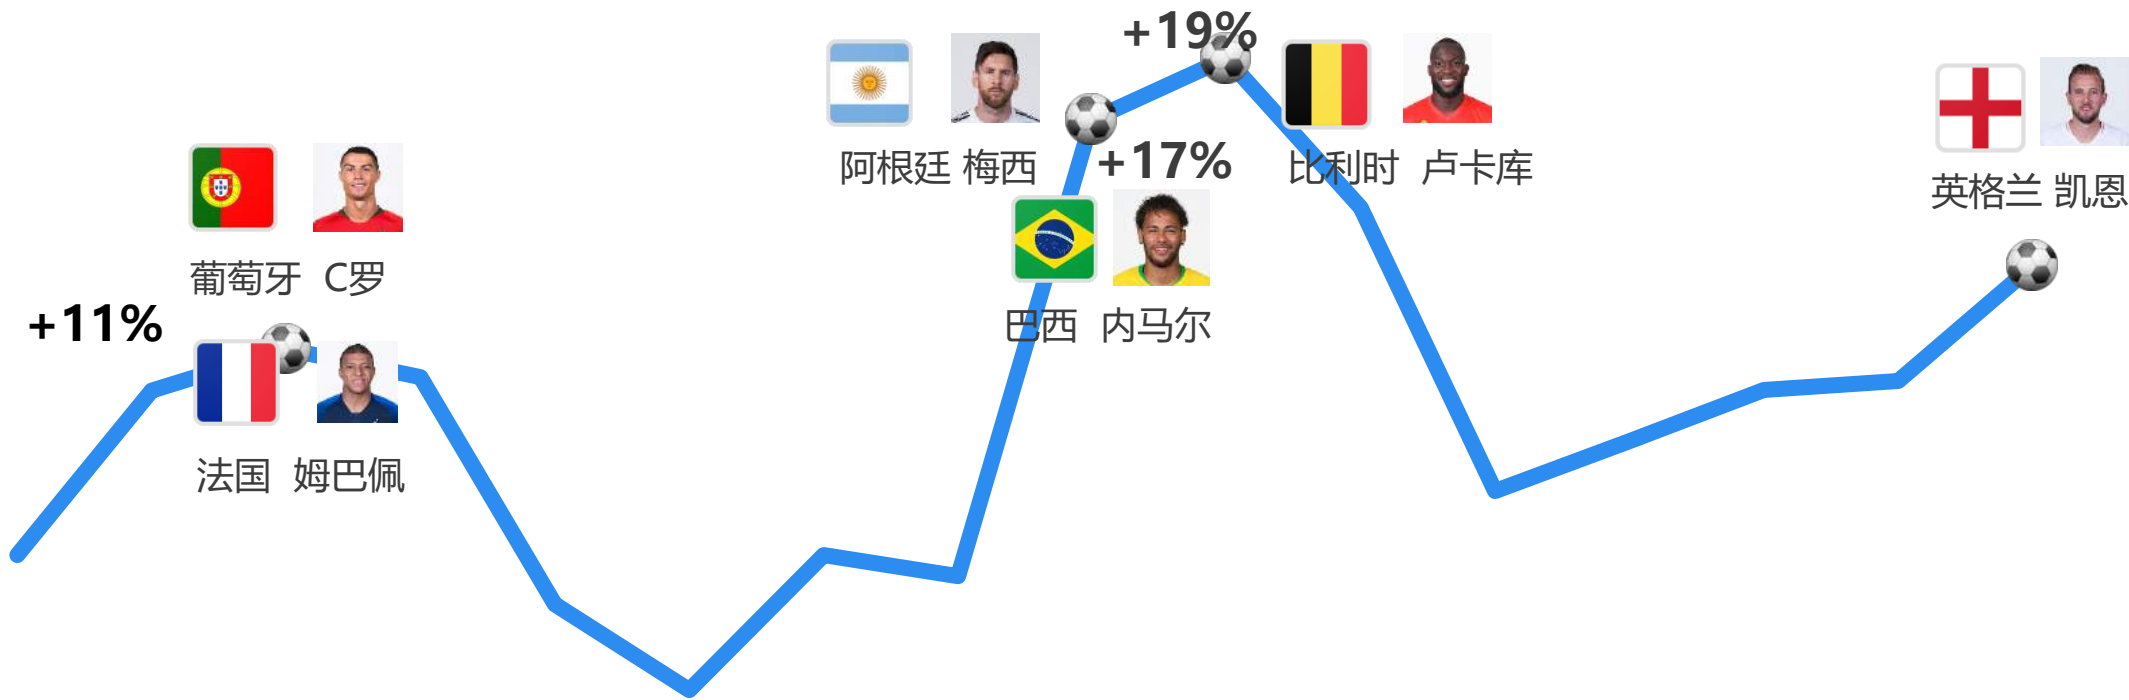 +19%
阿根廷 梅西
+17%
比利时 卢卡库
英格兰 凯恩
葡萄牙 C罗
+11%
巴西 内马尔
法国 姆巴佩